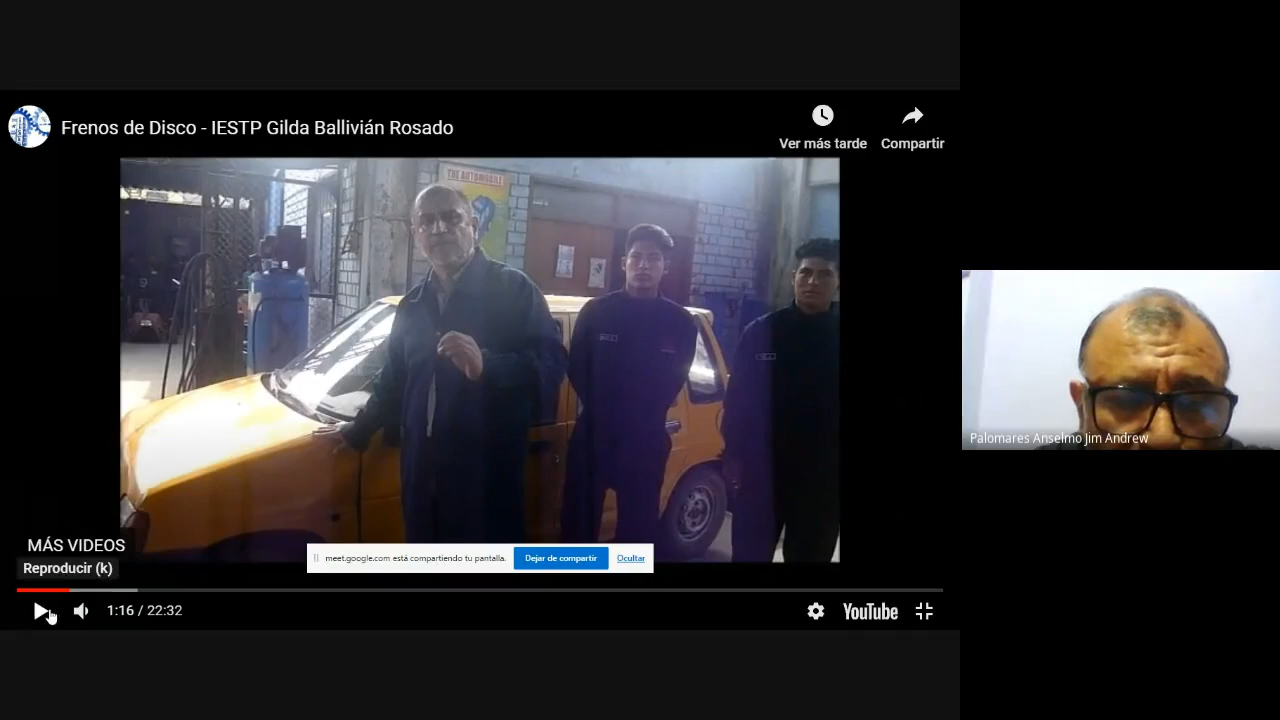 Frenos de Disco - IESTP Gilda Ballivián Rosado
Ver más tarde
Compartir
THE AUTOMOBILE
MÁS VIDEOS
Reproducir (k)
meet.google.com está compartiendo tu pantalla.
Dejar de compartir
Ocultar
1:16 / 22:32
YouTube
Palomares Anselmo Jim Andrew